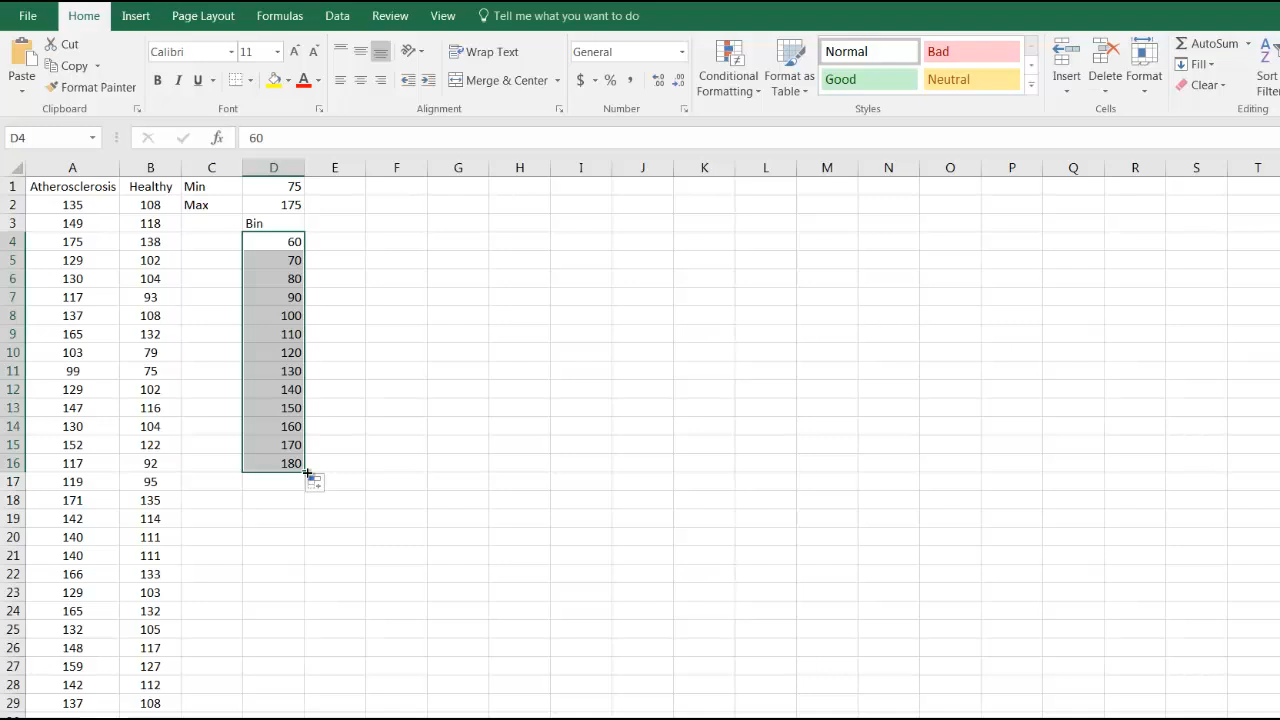 File Home Insert Page Layout Formulas Data Review View Tell me what you want to do
Paste Cut Copy Format Painter Clipboard
Calibri 11 B I U A Font
Wrap Text Merge & Center Alignment
General $ % , Number
Conditional Formatting Format as Table Normal Bad Good Neutral Styles
Insert Delete Format Cells
AutoSum Fill Clear Sort Filter Editing
D4 fx 60
A B C D E F G H I J K L M N O P Q R S T
1 Atherosclerosis Healthy Min 75
2 135 108 Max 175
3 149 118 Bin
4 175 138 60
5 129 102 70
6 130 104 80
7 117 93 90
8 137 108 100
9 165 132 110
10 103 79 120
11 99 75 130
12 129 102 140
13 147 116 150
14 130 104 160
15 152 122 170
16 117 92 180
17 119 95
18 171 135
19 142 114
20 140 111
21 140 111
22 166 133
23 129 103
24 165 132
25 132 105
26 148 117
27 159 127
28 142 112
29 137 108